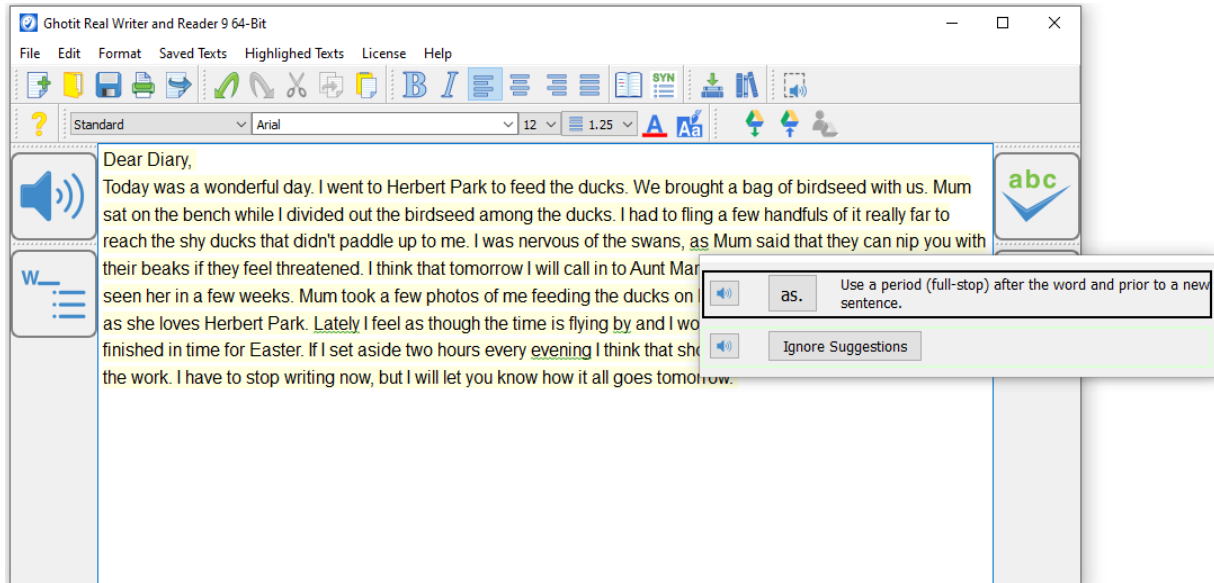 Ghotit Real Writer and Reader 9 64-Bit
File Edit Format Saved Texts Highlighed Texts License Help
B I SYN
? Standard Arial 12 1.25 A Aa
Dear Diary,
Today was a wonderful day. I went to Herbert Park to feed the ducks. We brought a bag of birdseed with us. Mum
abc
sat on the bench while I divided out the birdseed among the ducks. I had to fling a few handfuls of it really far to
reach the shy ducks that didn't paddle up to me. I was nervous of the swans, as Mum said that they can nip you with
W
their beaks if they feel threatened. I think that tomorrow I will call in to Aunt
seen her in a few weeks. Mum took a few photos of me feeding the ducks on
as she loves Herbert Park. Lately I feel as though the time is flying by and I
finished in time for Easter. If I set aside two hours every evening I think that
the work. I have to stop writing now, but I will let you know how it all goes tomorrow.
as. Use a period (full-stop) after the word and prior to a new
sentence.
Ignore Suggestions